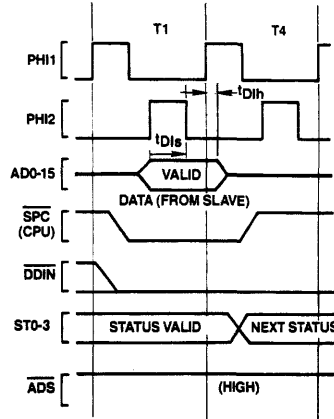 T1 T4
PHI1
tDIh
PHI2
tDIs
AD0-15 VALID
DATA (FROM SLAVE)
SPC
(CPU)
DDIN
ST0-3 STATUS VALID NEXT STATUS
ADS (HIGH)